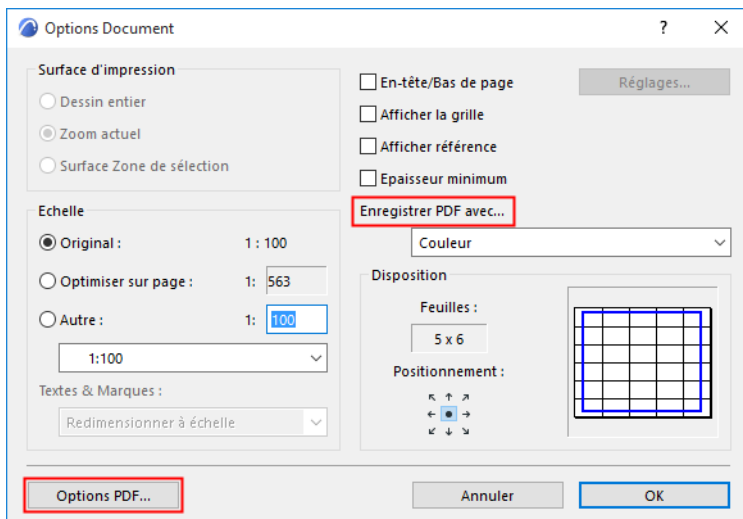 Options Document
Surface d'impression
Dessin entier
Zoom actuel
Surface Zone de sélection
En-tête/Bas de page
Réglages...
Afficher la grille
Afficher référence
Epaisseur minimum
Echelle
Original : 1 : 100
Optimiser sur page : 1: 563
Autre : 1: 100
1:100
Textes & Marques :
Redimensionner à échelle
Enregistrer PDF avec...
Couleur
Disposition
Feuilles :
5 x 6
Positionnement :
Options PDF...
Annuler
OK